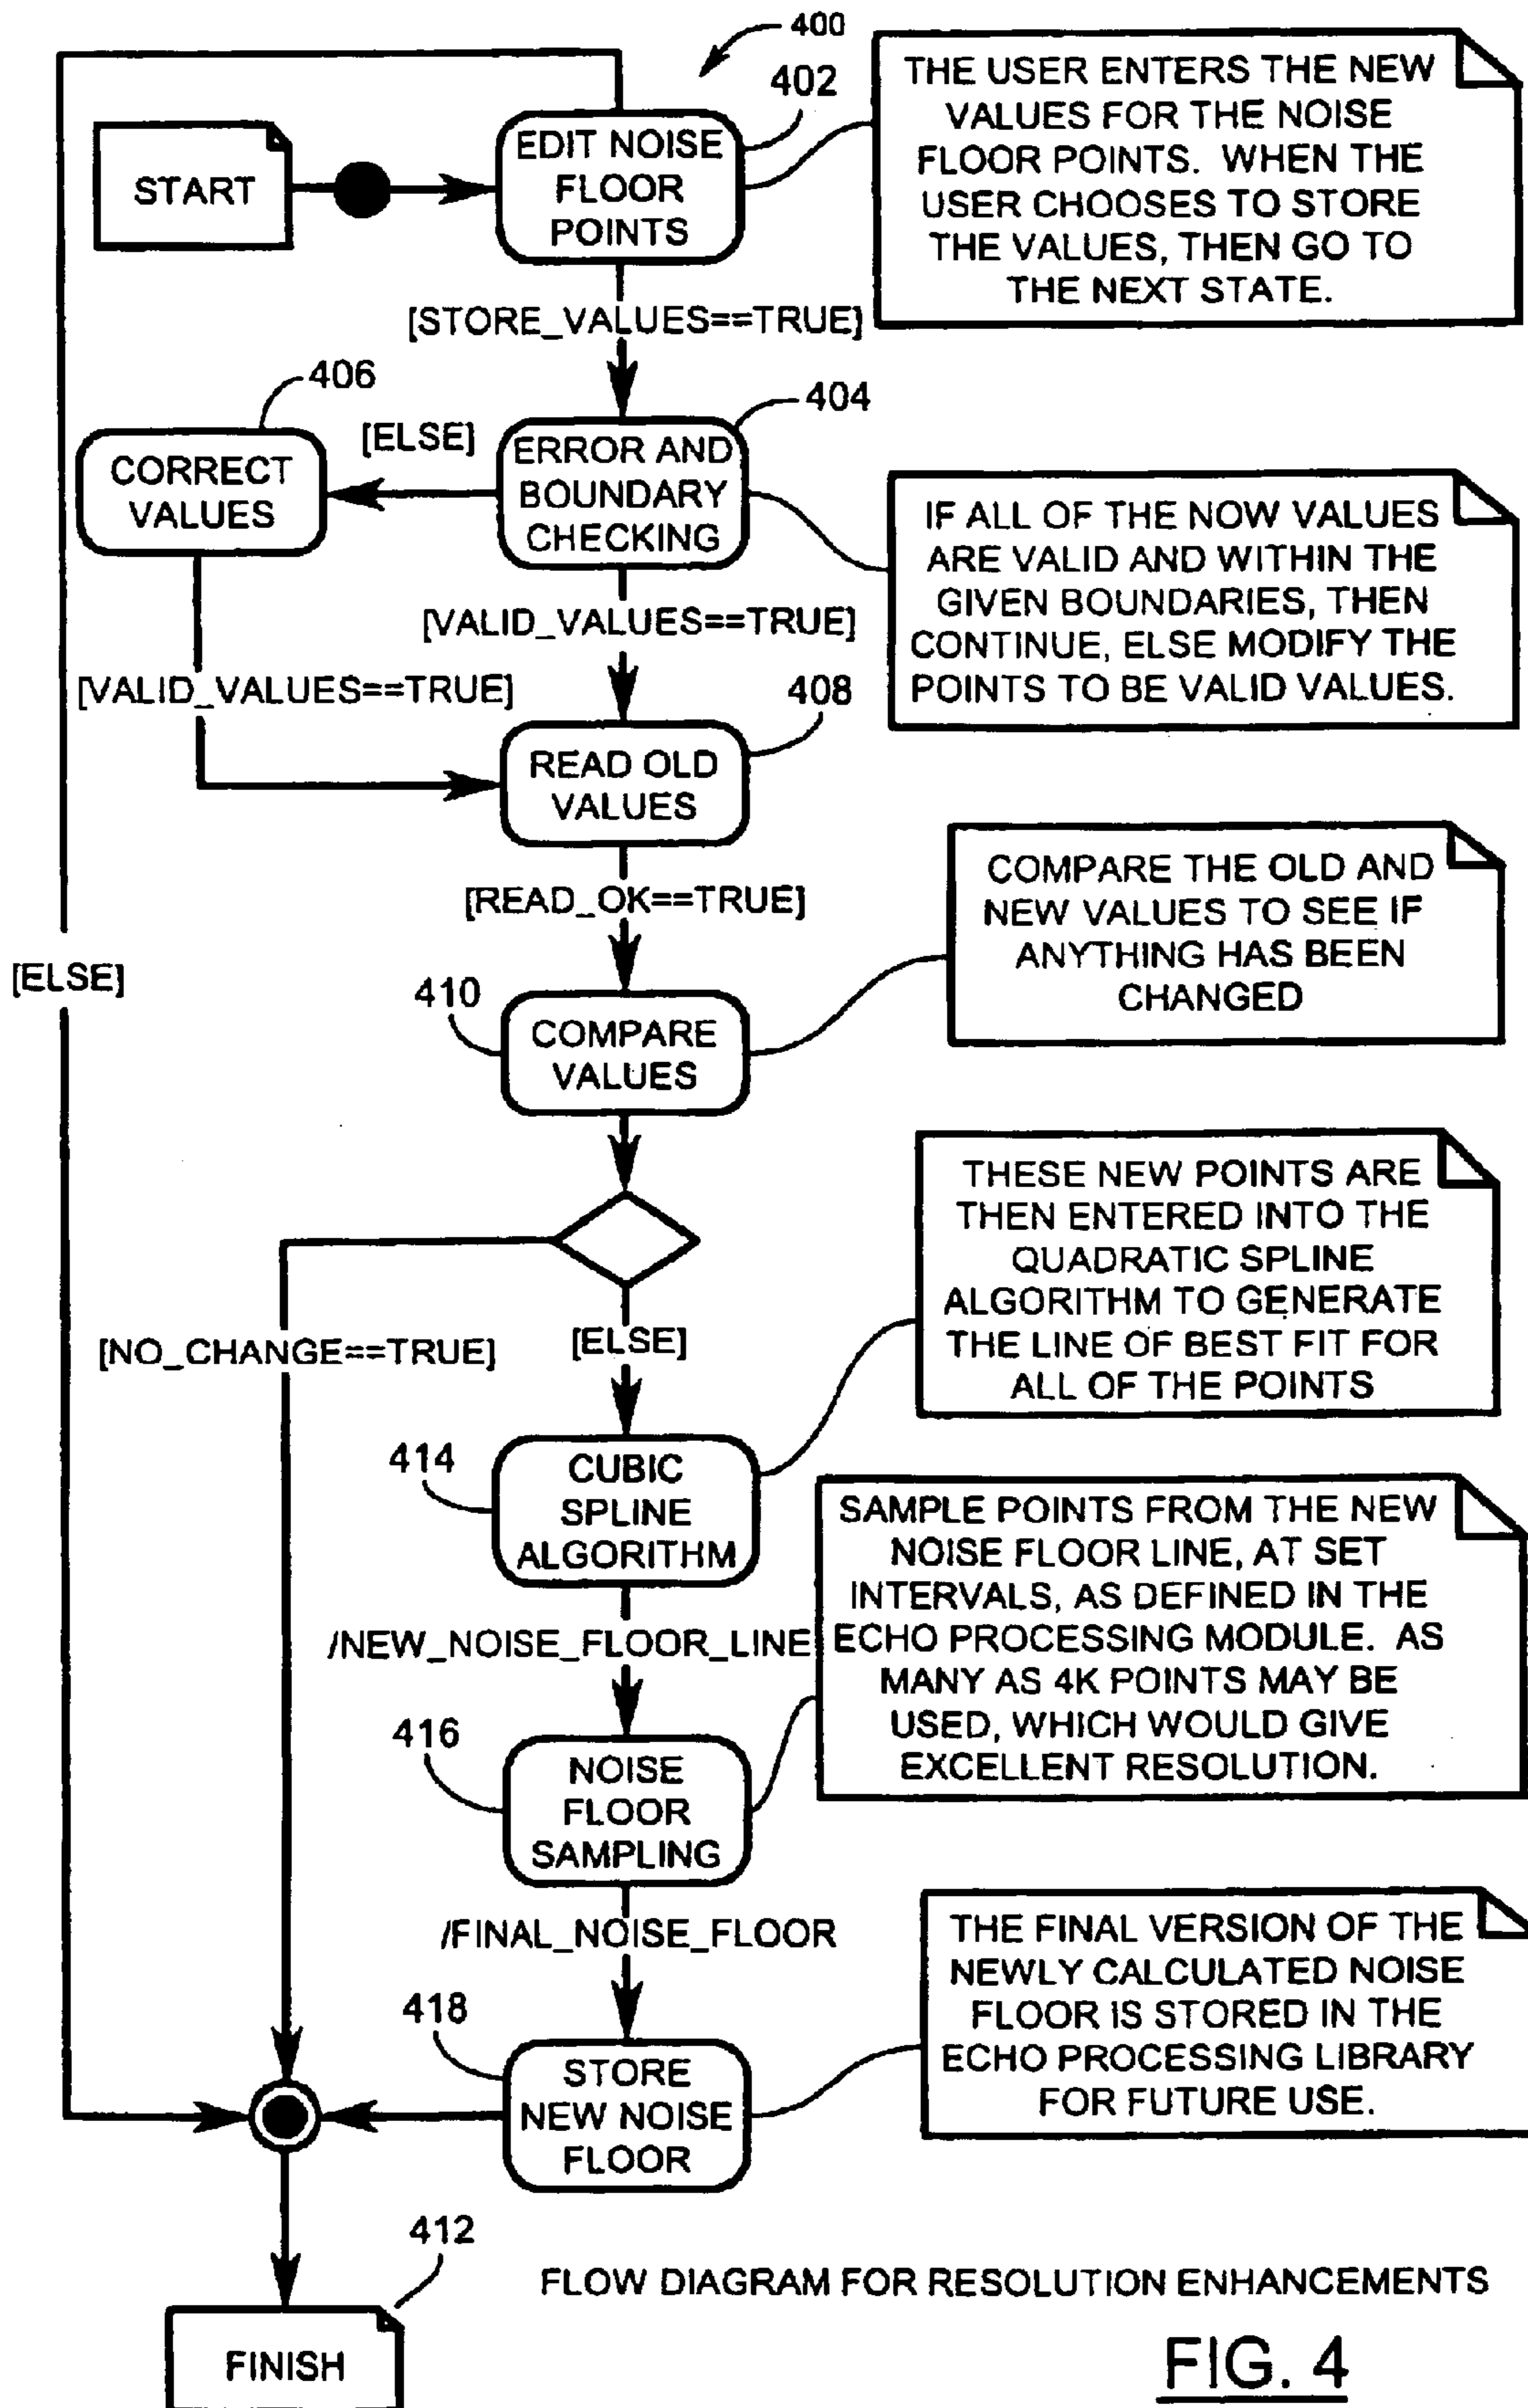 400
402
START
EDIT NOISE
FLOOR
POINTS
THE USER ENTERS THE NEW
VALUES FOR THE NOISE
FLOOR POINTS. WHEN THE
USER CHOOSES TO STORE
THE VALUES, THEN GO TO
THE NEXT STATE.
[STORE_VALUES==TRUE]
406
404
[ELSE]
CORRECT
VALUES
ERROR AND
BOUNDARY
CHECKING
IF ALL OF THE NOW VALUES
ARE VALID AND WITHIN THE
GIVEN BOUNDARIES, THEN
CONTINUE, ELSE MODIFY THE
POINTS TO BE VALID VALUES.
[VALID_VALUES==TRUE]
[VALID_VALUES==TRUE]
408
READ OLD
VALUES
[READ_OK==TRUE]
COMPARE THE OLD AND
NEW VALUES TO SEE IF
ANYTHING HAS BEEN
CHANGED
[ELSE]
410
COMPARE
VALUES
THESE NEW POINTS ARE
THEN ENTERED INTO THE
QUADRATIC SPLINE
ALGORITHM TO GENERATE
THE LINE OF BEST FIT FOR
ALL OF THE POINTS
[NO_CHANGE==TRUE]
[ELSE]
414
CUBIC
SPLINE
ALGORITHM
SAMPLE POINTS FROM THE NEW
NOISE FLOOR LINE, AT SET
INTERVALS, AS DEFINED IN THE
ECHO PROCESSING MODULE. AS
MANY AS 4K POINTS MAY BE
USED, WHICH WOULD GIVE
EXCELLENT RESOLUTION.
/NEW_NOISE_FLOOR_LINE
416
NOISE
FLOOR
SAMPLING
/FINAL_NOISE_FLOOR
THE FINAL VERSION OF THE
NEWLY CALCULATED NOISE
FLOOR IS STORED IN THE
ECHO PROCESSING LIBRARY
FOR FUTURE USE.
418
STORE
NEW NOISE
FLOOR
412
FINISH
FLOW DIAGRAM FOR RESOLUTION ENHANCEMENTS
FIG. 4